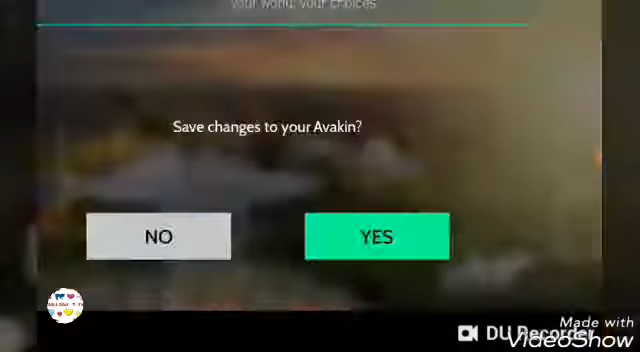 your world, your choices
Save changes to your Avakin?
NO
YES
Made with
DU Recorder
VideoShow